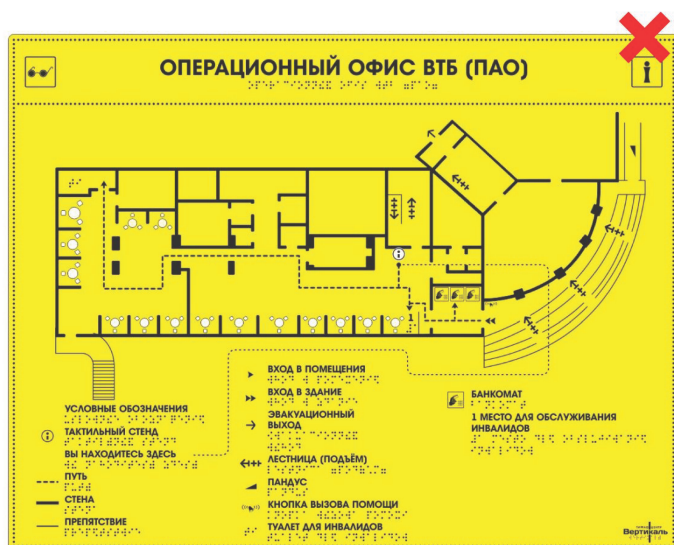 ОПЕРАЦИОННЫЙ ОФИС ВТБ (ПАО)
1
УСЛОВНЫЕ ОБОЗНАЧЕНИЯ
ТАКТИЛЬНЫЙ СТЕНД
ВЫ НАХОДИТЕСЬ ЗДЕСЬ
ПУТЬ
СТЕНА
ПРЕПЯТСТВИЕ
ВХОД В ПОМЕЩЕНИЯ
ВХОД В ЗДАНИЕ
ЭВАКУАЦИОННЫЙ
ВЫХОД
ЛЕСТНИЦА (ПОДЪЁМ)
ПАНДУС
КНОПКА ВЫЗОВА ПОМОЩИ
ТУАЛЕТ ДЛЯ ИНВАЛИДОВ
БАНКОМАТ
1 МЕСТО ДЛЯ ОБСЛУЖИВАНИЯ
ИНВАЛИДОВ
Вертикаль